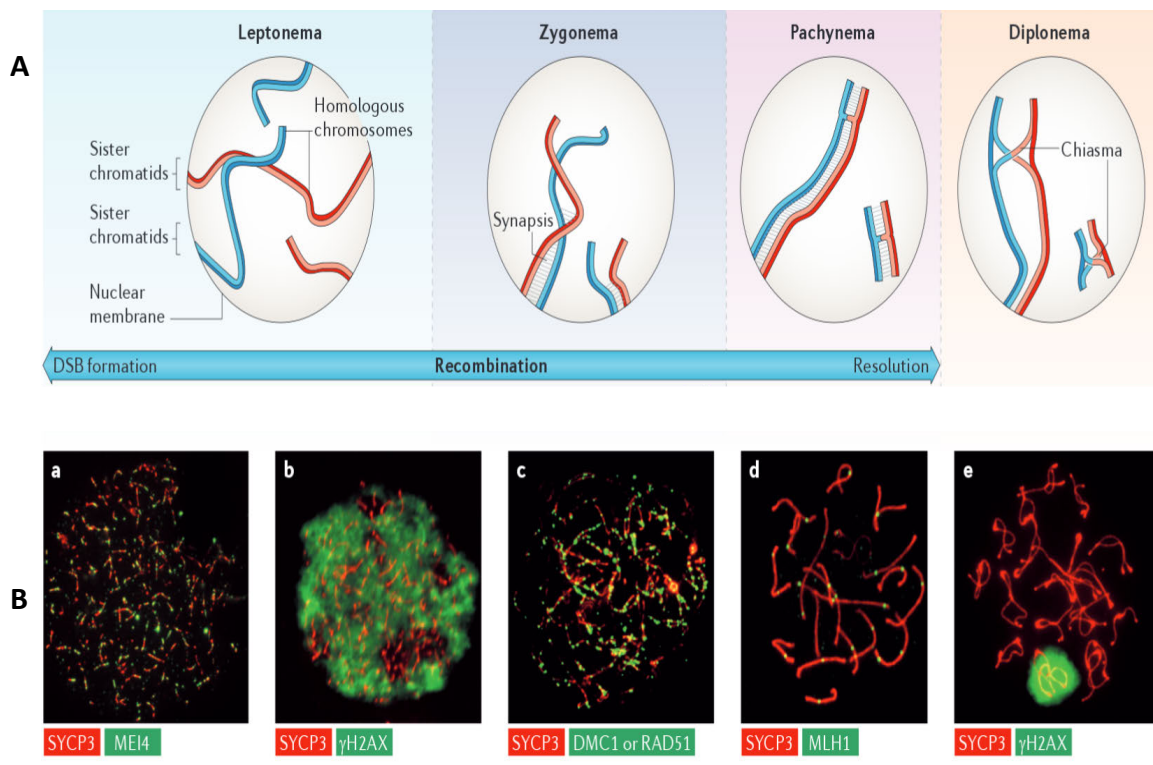 A
Leptonema
Zygonema
Pachynema
Diplonema
Homologous
chromosomes
Sister
chromatids
Sister
chromatids
Nuclear
membrane
Synapsis
Chiasma
DSB formation
Recombination
Resolution
B
a
b
c
d
e
SYCP3 MEI4
SYCP3 γH2AX
SYCP3 DMC1 or RAD51
SYCP3 MLH1
SYCP3 γH2AX